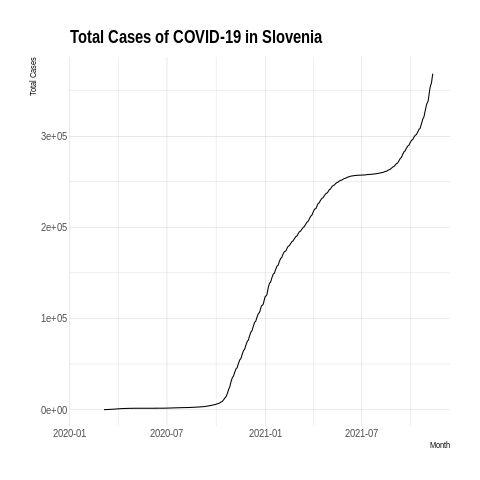 Total Cases of COVID-19 in Slovenia
Total Cases
3e+05
2e+05
1e+05
0e+00
2020-01 2020-07 2021-01 2021-07
Month